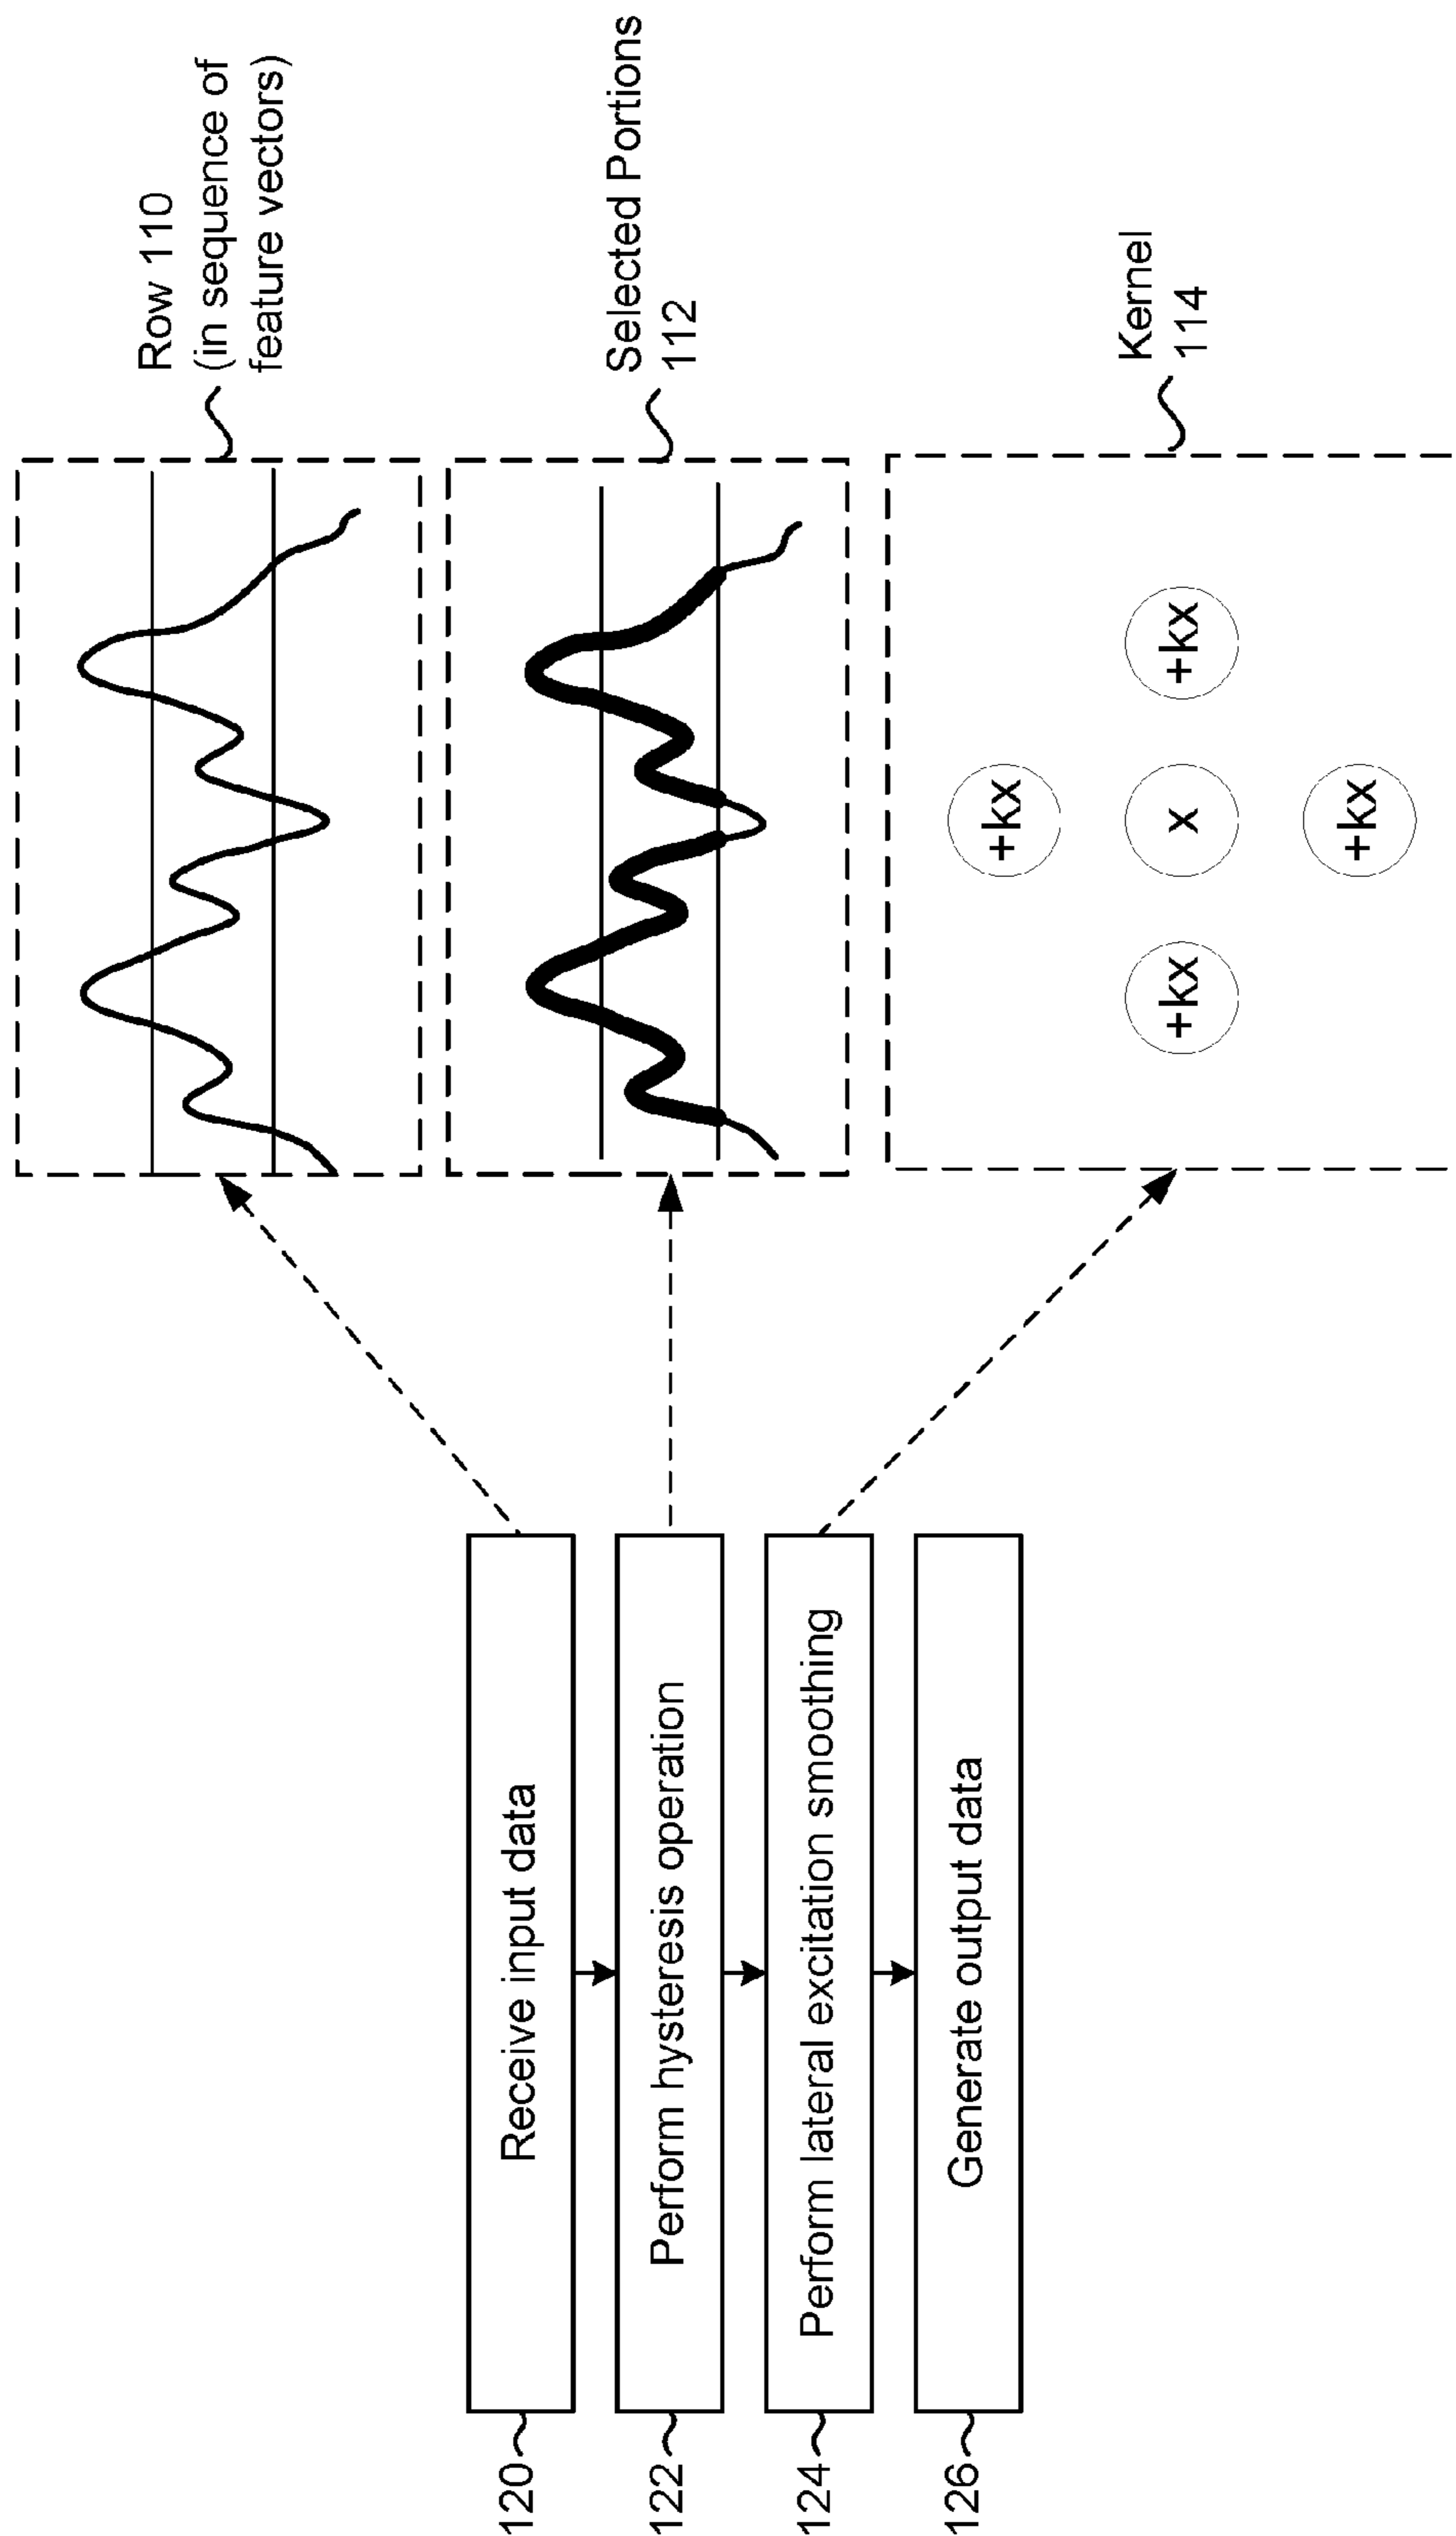 120
Receive input data
122
Perform hysteresis operation
124
Perform lateral excitation smoothing
126
Generate output data
Row 110
(in sequence of
feature vectors)
Selected Portions
112
Kernel
114
+kx
+kx
x
+kx
+kx